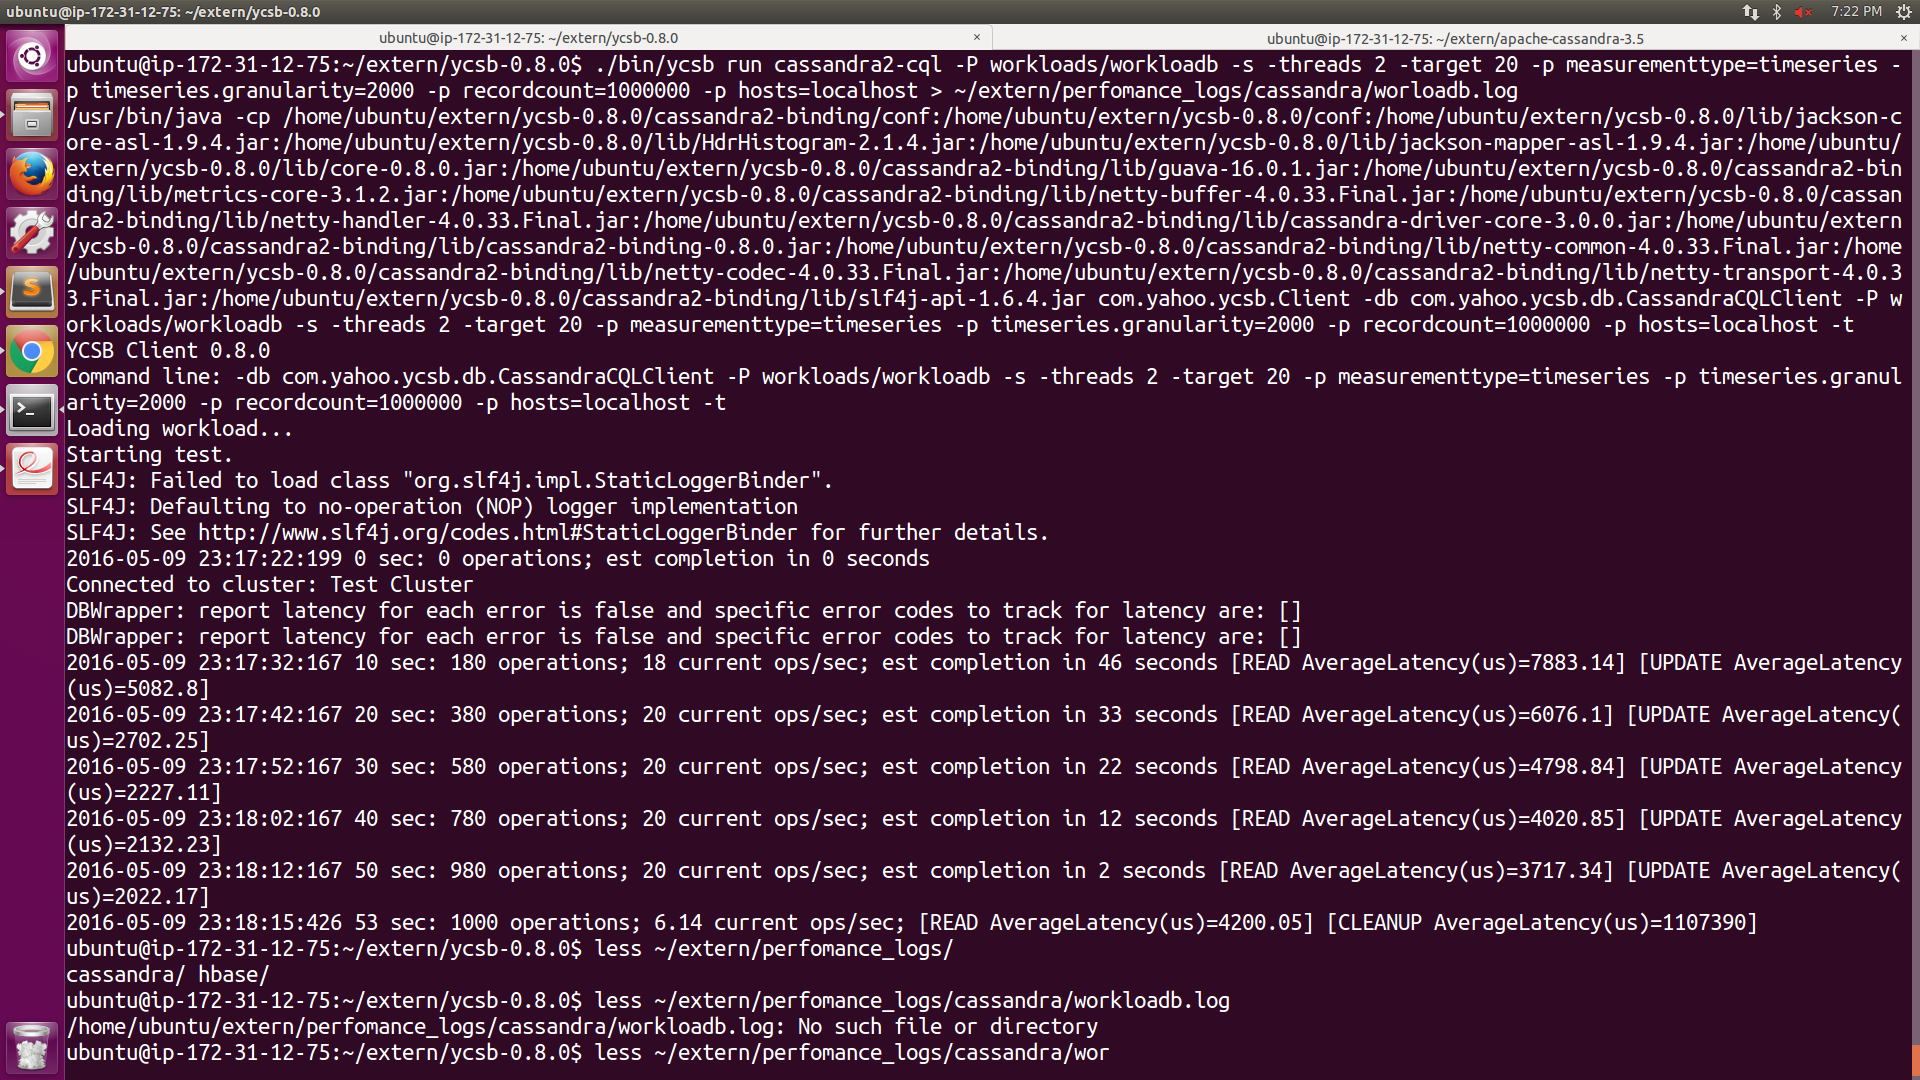 ubuntu@ip-172-31-12-75: ~/extern/ycsb-0.8.0
7:22 PM
ubuntu@ip-172-31-12-75: ~/extern/ycsb-0.8.0 ×
ubuntu@ip-172-31-12-75: ~/extern/apache-cassandra-3.5 ×
ubuntu@ip-172-31-12-75:~/extern/ycsb-0.8.0$ ./bin/ycsb run cassandra2-cql -P workloads/workloadb -s -threads 2 -target 20 -p measurementtype=timeseries -
p timeseries.granularity=2000 -p recordcount=1000000 -p hosts=localhost > ~/extern/perfomance_logs/cassandra/worloadb.log
/usr/bin/java -cp /home/ubuntu/extern/ycsb-0.8.0/cassandra2-binding/conf:/home/ubuntu/extern/ycsb-0.8.0/conf:/home/ubuntu/extern/ycsb-0.8.0/lib/jackson-c
ore-asl-1.9.4.jar:/home/ubuntu/extern/ycsb-0.8.0/lib/HdrHistogram-2.1.4.jar:/home/ubuntu/extern/ycsb-0.8.0/lib/jackson-mapper-asl-1.9.4.jar:/home/ubuntu/
extern/ycsb-0.8.0/lib/core-0.8.0.jar:/home/ubuntu/extern/ycsb-0.8.0/cassandra2-binding/lib/guava-16.0.1.jar:/home/ubuntu/extern/ycsb-0.8.0/cassandra2-bin
ding/lib/metrics-core-3.1.2.jar:/home/ubuntu/extern/ycsb-0.8.0/cassandra2-binding/lib/netty-buffer-4.0.33.Final.jar:/home/ubuntu/extern/ycsb-0.8.0/cassan
dra2-binding/lib/netty-handler-4.0.33.Final.jar:/home/ubuntu/extern/ycsb-0.8.0/cassandra2-binding/lib/cassandra-driver-core-3.0.0.jar:/home/ubuntu/extern
/ycsb-0.8.0/cassandra2-binding/lib/cassandra2-binding-0.8.0.jar:/home/ubuntu/extern/ycsb-0.8.0/cassandra2-binding/lib/netty-common-4.0.33.Final.jar:/home
/ubuntu/extern/ycsb-0.8.0/cassandra2-binding/lib/netty-codec-4.0.33.Final.jar:/home/ubuntu/extern/ycsb-0.8.0/cassandra2-binding/lib/netty-transport-4.0.3
3.Final.jar:/home/ubuntu/extern/ycsb-0.8.0/cassandra2-binding/lib/slf4j-api-1.6.4.jar com.yahoo.ycsb.Client -db com.yahoo.ycsb.db.CassandraCQLClient -P w
orkloads/workloadb -s -threads 2 -target 20 -p measurementtype=timeseries -p timeseries.granularity=2000 -p recordcount=1000000 -p hosts=localhost -t
YCSB Client 0.8.0
Command line: -db com.yahoo.ycsb.db.CassandraCQLClient -P workloads/workloadb -s -threads 2 -target 20 -p measurementtype=timeseries -p timeseries.granul
arity=2000 -p recordcount=1000000 -p hosts=localhost -t
Loading workload...
Starting test.
SLF4J: Failed to load class "org.slf4j.impl.StaticLoggerBinder".
SLF4J: Defaulting to no-operation (NOP) logger implementation
SLF4J: See http://www.slf4j.org/codes.html#StaticLoggerBinder for further details.
2016-05-09 23:17:22:199 0 sec: 0 operations; est completion in 0 seconds
Connected to cluster: Test Cluster
DBWrapper: report latency for each error is false and specific error codes to track for latency are: []
DBWrapper: report latency for each error is false and specific error codes to track for latency are: []
2016-05-09 23:17:32:167 10 sec: 180 operations; 18 current ops/sec; est completion in 46 seconds [READ AverageLatency(us)=7883.14] [UPDATE AverageLatency
(us)=5082.8]
2016-05-09 23:17:42:167 20 sec: 380 operations; 20 current ops/sec; est completion in 33 seconds [READ AverageLatency(us)=6076.1] [UPDATE AverageLatency(
us)=2702.25]
2016-05-09 23:17:52:167 30 sec: 580 operations; 20 current ops/sec; est completion in 22 seconds [READ AverageLatency(us)=4798.84] [UPDATE AverageLatency
(us)=2227.11]
2016-05-09 23:18:02:167 40 sec: 780 operations; 20 current ops/sec; est completion in 12 seconds [READ AverageLatency(us)=4020.85] [UPDATE AverageLatency
(us)=2132.23]
2016-05-09 23:18:12:167 50 sec: 980 operations; 20 current ops/sec; est completion in 2 seconds [READ AverageLatency(us)=3717.34] [UPDATE AverageLatency(
us)=2022.17]
2016-05-09 23:18:15:426 53 sec: 1000 operations; 6.14 current ops/sec; [READ AverageLatency(us)=4200.05] [CLEANUP AverageLatency(us)=1107390]
ubuntu@ip-172-31-12-75:~/extern/ycsb-0.8.0$ less ~/extern/perfomance_logs/
cassandra/ hbase/
ubuntu@ip-172-31-12-75:~/extern/ycsb-0.8.0$ less ~/extern/perfomance_logs/cassandra/workloadb.log
/home/ubuntu/extern/perfomance_logs/cassandra/workloadb.log: No such file or directory
ubuntu@ip-172-31-12-75:~/extern/ycsb-0.8.0$ less ~/extern/perfomance_logs/cassandra/wor